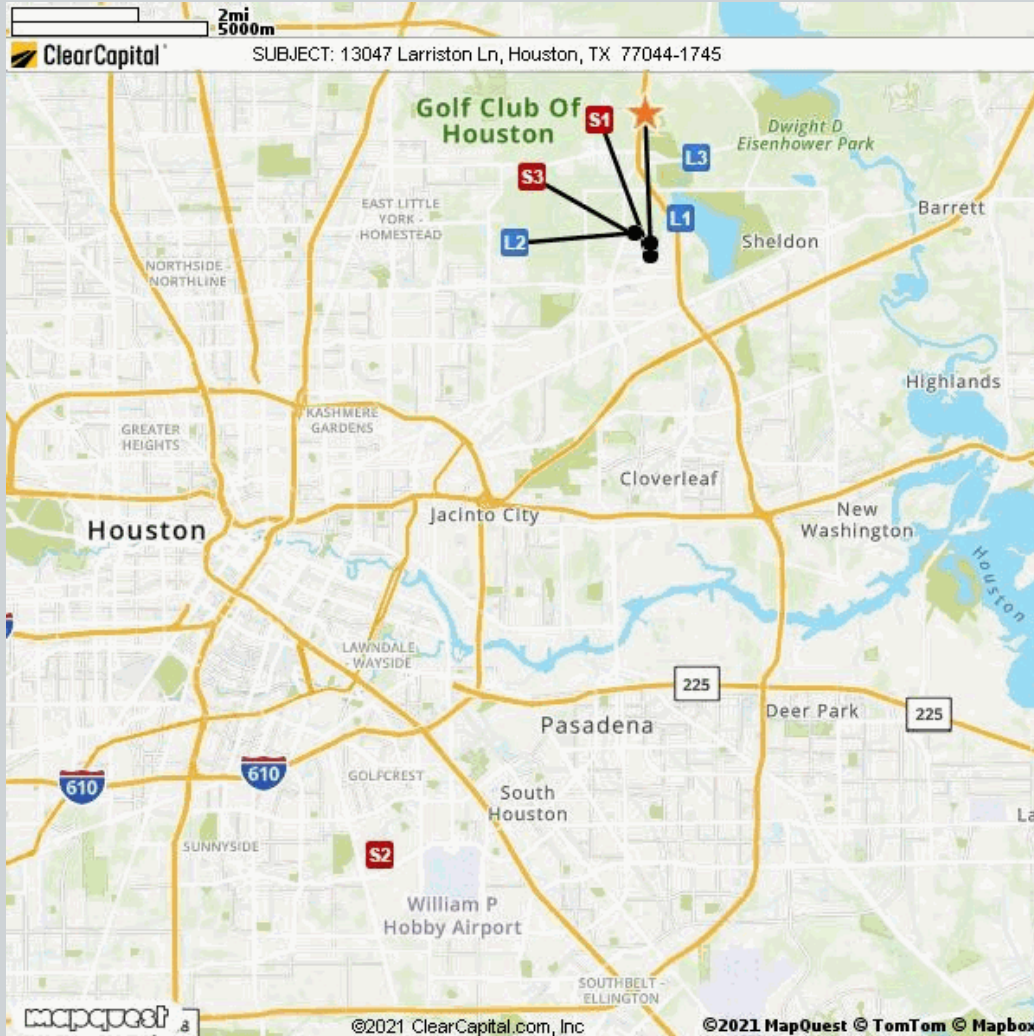 2mi
5000m
ClearCapital
SUBJECT: 13047 Larriston Ln, Houston, TX 77044-1745
Golf Club Of
Houston
S1
Dwight D
Eisenhower Park
L3
S3
EAST LITTLE
YORK -
HOMESTEAD
L1
Barrett
L2
Sheldon
NORTHSIDE -
NORTHLINE
Highlands
KASHMERE
GARDENS
GREATER
HEIGHTS
Cloverleaf
Jacinto City
New
Washington
Houston
Houston
LAWNDALE
- WAYSIDE
225
Deer Park
225
Pasadena
610
610
GOLFCREST
South
Houston
La
SUNNYSIDE
S2
William P
Hobby Airport
SOUTHBELT -
ELLINGTON
mapquest
©2021 ClearCapital.com, Inc
©2021 MapQuest © TomTom © Mapbo